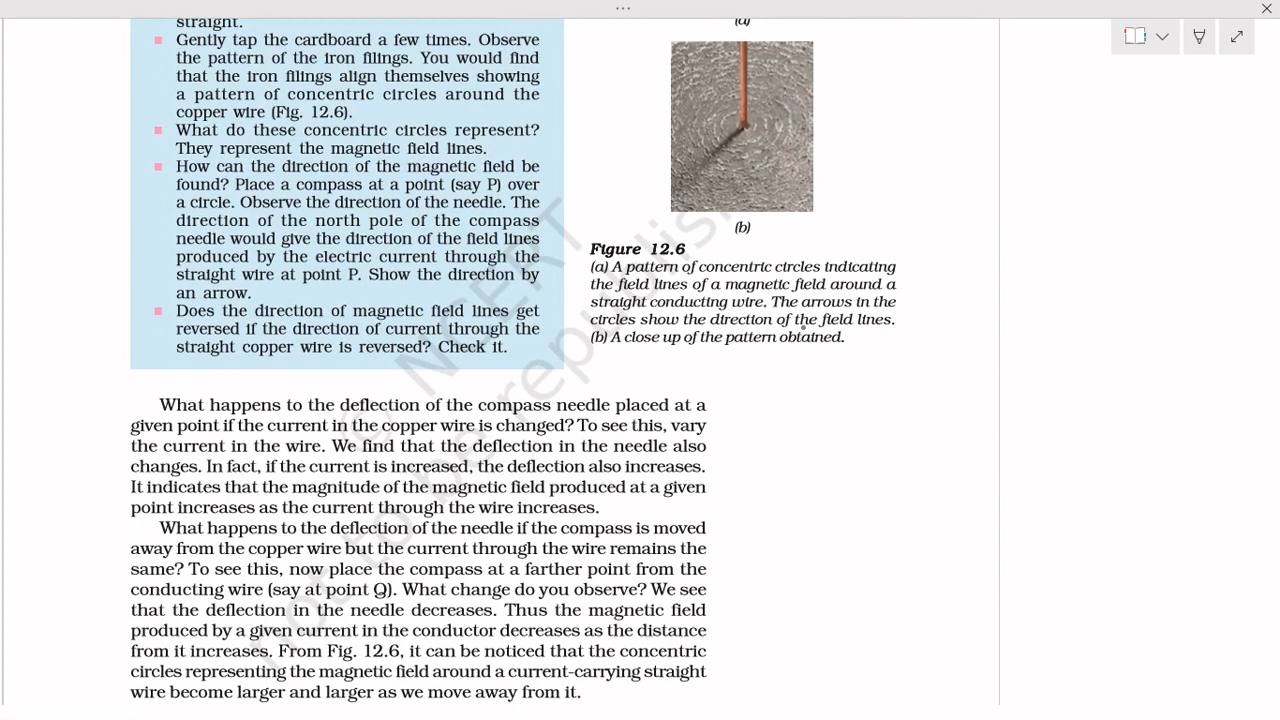 straight.
Gently tap the cardboard a few times. Observe
the pattern of the iron filings. You would find
that the iron filings align themselves showing
a pattern of concentric circles around the
copper wire (Fig. 12.6).
What do these concentric circles represent?
They represent the magnetic field lines.
How can the direction of the magnetic field be
found? Place a compass at a point (say P) over
a circle. Observe the direction of the needle. The
direction of the north pole of the compass
needle would give the direction of the field lines
produced by the electric current through the
straight wire at point P. Show the direction by
an arrow.
Does the direction of magnetic field lines get
reversed if the direction of current through the
straight copper wire is reversed? Check it.
(a)
(b)
Figure 12.6
(a) A pattern of concentric circles indicating
the field lines of a magnetic field around a
straight conducting wire. The arrows in the
circles show the direction of the field lines.
(b) A close up of the pattern obtained.
What happens to the deflection of the compass needle placed at a
given point if the current in the copper wire is changed? To see this, vary
the current in the wire. We find that the deflection in the needle also
changes. In fact, if the current is increased, the deflection also increases.
It indicates that the magnitude of the magnetic field produced at a given
point increases as the current through the wire increases.
What happens to the deflection of the needle if the compass is moved
away from the copper wire but the current through the wire remains the
same? To see this, now place the compass at a farther point from the
conducting wire (say at point Q). What change do you observe? We see
that the deflection in the needle decreases. Thus the magnetic field
produced by a given current in the conductor decreases as the distance
from it increases. From Fig. 12.6, it can be noticed that the concentric
circles representing the magnetic field around a current-carrying straight
wire become larger and larger as we move away from it.
© NCERT
not to be republis